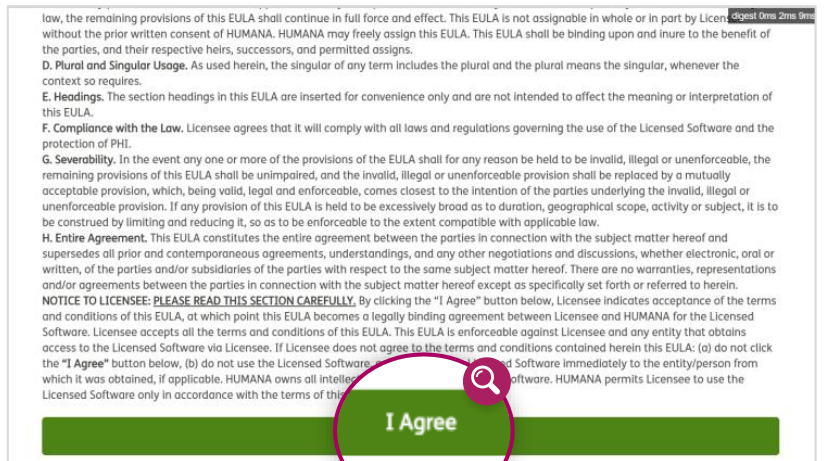 law, the remaining provisions of this EULA shall continue in full force and effect. This EULA is not assignable in whole or in part by
digest 0ms 2ms 9ms
without the prior written consent of HUMANA. HUMANA may freely assign this EULA. This EULA shall be binding upon and inure to the benefit of
the parties, and their respective heirs, successors, and permitted assigns.
D. Plural and Singular Usage. As used herein, the singular of any term includes the plural and the plural means the singular, whenever the
context so requires.
E. Headings. The section headings in this EULA are inserted for convenience only and are not intended to affect the meaning or interpretation of
this EULA.
F. Compliance with the Law. Licensee agrees that it will comply with all laws and regulations governing the use of the Licensed Software and the
protection of PHI.
G. Severability. In the event any one or more of the provisions of the EULA shall for any reason be held to be invalid, illegal or unenforceable, the
remaining provisions of this EULA shall be unimpaired, and the invalid, illegal or unenforceable provision shall be replaced by a mutually
acceptable provision, which, being valid, legal and enforceable, comes closest to the intention of the parties underlying the invalid, illegal or
unenforceable provision. If any provision of this EULA is held to be excessively broad as to duration, geographical scope, activity or subject, it is to
be construed by limiting and reducing it, so as to be enforceable to the extent compatible with applicable law.
H. Entire Agreement. This EULA constitutes the entire agreement between the parties in connection with the subject matter hereof and
supersedes all prior and contemporaneous agreements, understandings, and any other negotiations and discussions, whether electronic, oral or
written, of the parties and/or subsidiaries of the parties with respect to the same subject matter hereof. There are no warranties, representations
and/or agreements between the parties in connection with the subject matter hereof except as specifically set forth or referred to herein.
NOTICE TO LICENSEE: PLEASE READ THIS SECTION CAREFULLY. By clicking the “I Agree” button below, Licensee indicates acceptance of the terms
and conditions of this EULA, at which point this EULA becomes a legally binding agreement between Licensee and HUMANA for the Licensed
Software. Licensee accepts all the terms and conditions of this EULA. This EULA is enforceable against Licensee and any entity that obtains
access to the Licensed Software via Licensee. If Licensee does not agree to the terms and conditions contained herein this EULA: (a) do not click
the “I Agree” button below, (b) do not use the Licensed Software, Software immediately to the entity/person from
which it was obtained, if applicable. HUMANA owns all HUMANA permits Licensee to use the
Licensed Software only in accordance with the terms of this
I Agree